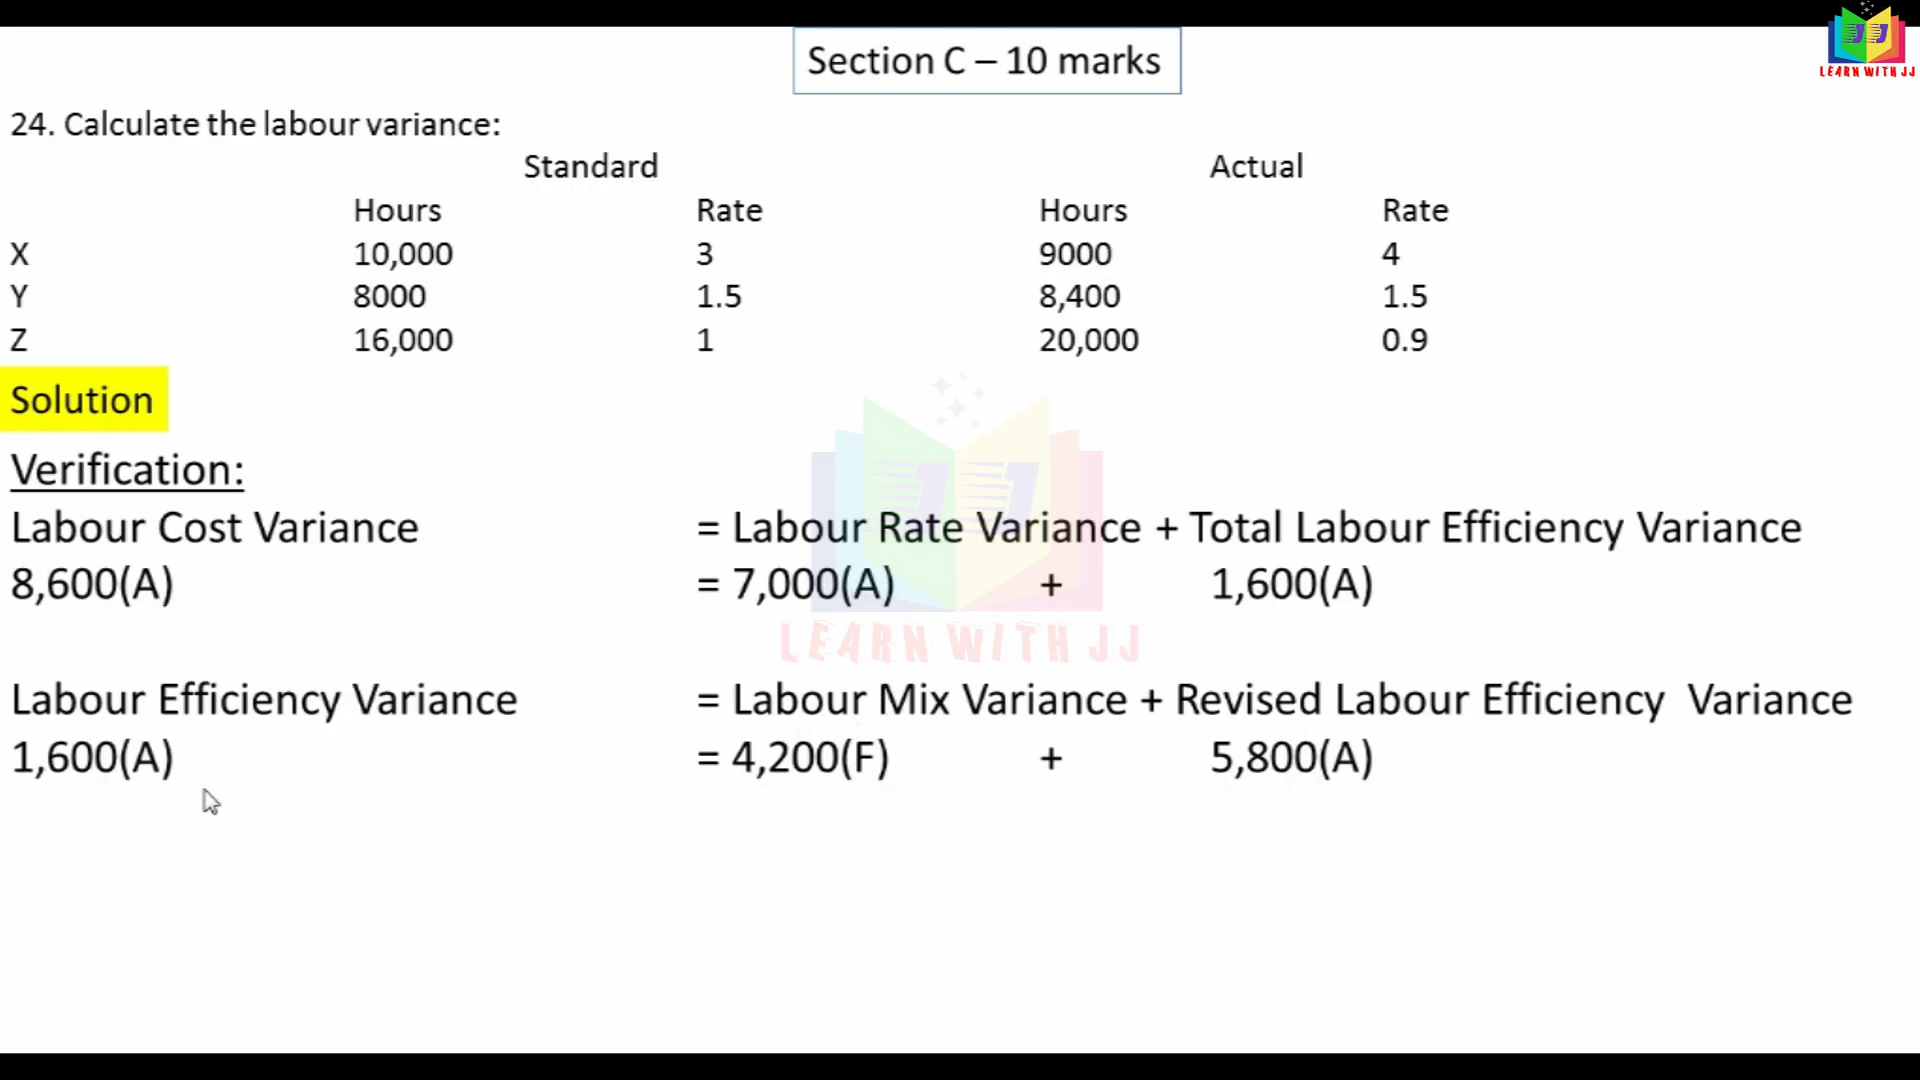 Section C – 10 marks
LEARN WITH JJ
24. Calculate the labour variance:
Standard Actual
Hours Rate Hours Rate
X 10,000 3 9000 4
Y 8000 1.5 8,400 1.5
Z 16,000 1 20,000 0.9
Solution
Verification:
Labour Cost Variance = Labour Rate Variance + Total Labour Efficiency Variance
8,600(A) = 7,000(A) + 1,600(A)
LEARN WITH JJ
Labour Efficiency Variance = Labour Mix Variance + Revised Labour Efficiency Variance
1,600(A) = 4,200(F) + 5,800(A)